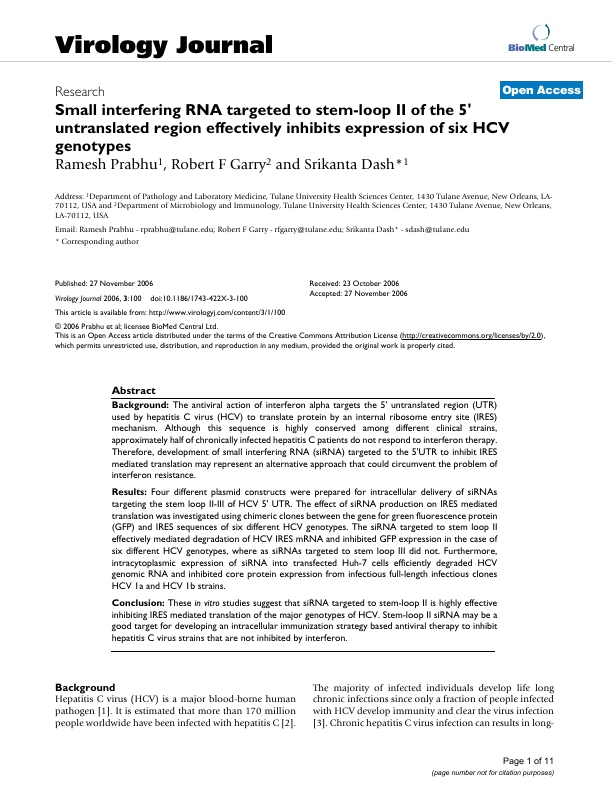 Virology Journal
BioMed Central
Research
Open Access
Small interfering RNA targeted to stem-loop II of the 5'
untranslated region effectively inhibits expression of six HCV
genotypes
Ramesh Prabhu1, Robert F Garry2 and Srikanta Dash*1
Address: 1Department of Pathology and Laboratory Medicine, Tulane University Health Sciences Center, 1430 Tulane Avenue, New Orleans, LA-
70112, USA and 2Department of Microbiology and Immunology, Tulane University Health Sciences Center, 1430 Tulane Avenue, New Orleans,
LA-70112, USA
Email: Ramesh Prabhu - rprabhu@tulane.edu; Robert F Garry - rfgarry@tulane.edu; Srikanta Dash* - sdash@tulane.edu
* Corresponding author
Published: 27 November 2006
Virology Journal 2006, 3:100 doi:10.1186/1743-422X-3-100
Received: 23 October 2006
Accepted: 27 November 2006
This article is available from: http://www.virologyj.com/content/3/1/100
© 2006 Prabhu et al; licensee BioMed Central Ltd.
This is an Open Access article distributed under the terms of the Creative Commons Attribution License (http://creativecommons.org/licenses/by/2.0),
which permits unrestricted use, distribution, and reproduction in any medium, provided the original work is properly cited.
Abstract
Background: The antiviral action of interferon alpha targets the 5' untranslated region (UTR)
used by hepatitis C virus (HCV) to translate protein by an internal ribosome entry site (IRES)
mechanism. Although this sequence is highly conserved among different clinical strains,
approximately half of chronically infected hepatitis C patients do not respond to interferon therapy.
Therefore, development of small interfering RNA (siRNA) targeted to the 5'UTR to inhibit IRES
mediated translation may represent an alternative approach that could circumvent the problem of
interferon resistance.
Results: Four different plasmid constructs were prepared for intracellular delivery of siRNAs
targeting the stem loop II-III of HCV 5' UTR. The effect of siRNA production on IRES mediated
translation was investigated using chimeric clones between the gene for green fluorescence protein
(GFP) and IRES sequences of six different HCV genotypes. The siRNA targeted to stem loop II
effectively mediated degradation of HCV IRES mRNA and inhibited GFP expression in the case of
six different HCV genotypes, where as siRNAs targeted to stem loop III did not. Furthermore,
intracytoplasmic expression of siRNA into transfected Huh-7 cells efficiently degraded HCV
genomic RNA and inhibited core protein expression from infectious full-length infectious clones
HCV 1a and HCV 1b strains.
Conclusion: These in vitro studies suggest that siRNA targeted to stem-loop II is highly effective
inhibiting IRES mediated translation of the major genotypes of HCV. Stem-loop II siRNA may be a
good target for developing an intracellular immunization strategy based antiviral therapy to inhibit
hepatitis C virus strains that are not inhibited by interferon.
Background
Hepatitis C virus (HCV) is a major blood-borne human
pathogen [1]. It is estimated that more than 170 million
people worldwide have been infected with hepatitis C [2].
The majority of infected individuals develop life long
chronic infections since only a fraction of people infected
with HCV develop immunity and clear the virus infection
[3]. Chronic hepatitis C virus infection can results in long-
Page 1 of 11
(page number not for citation purposes)